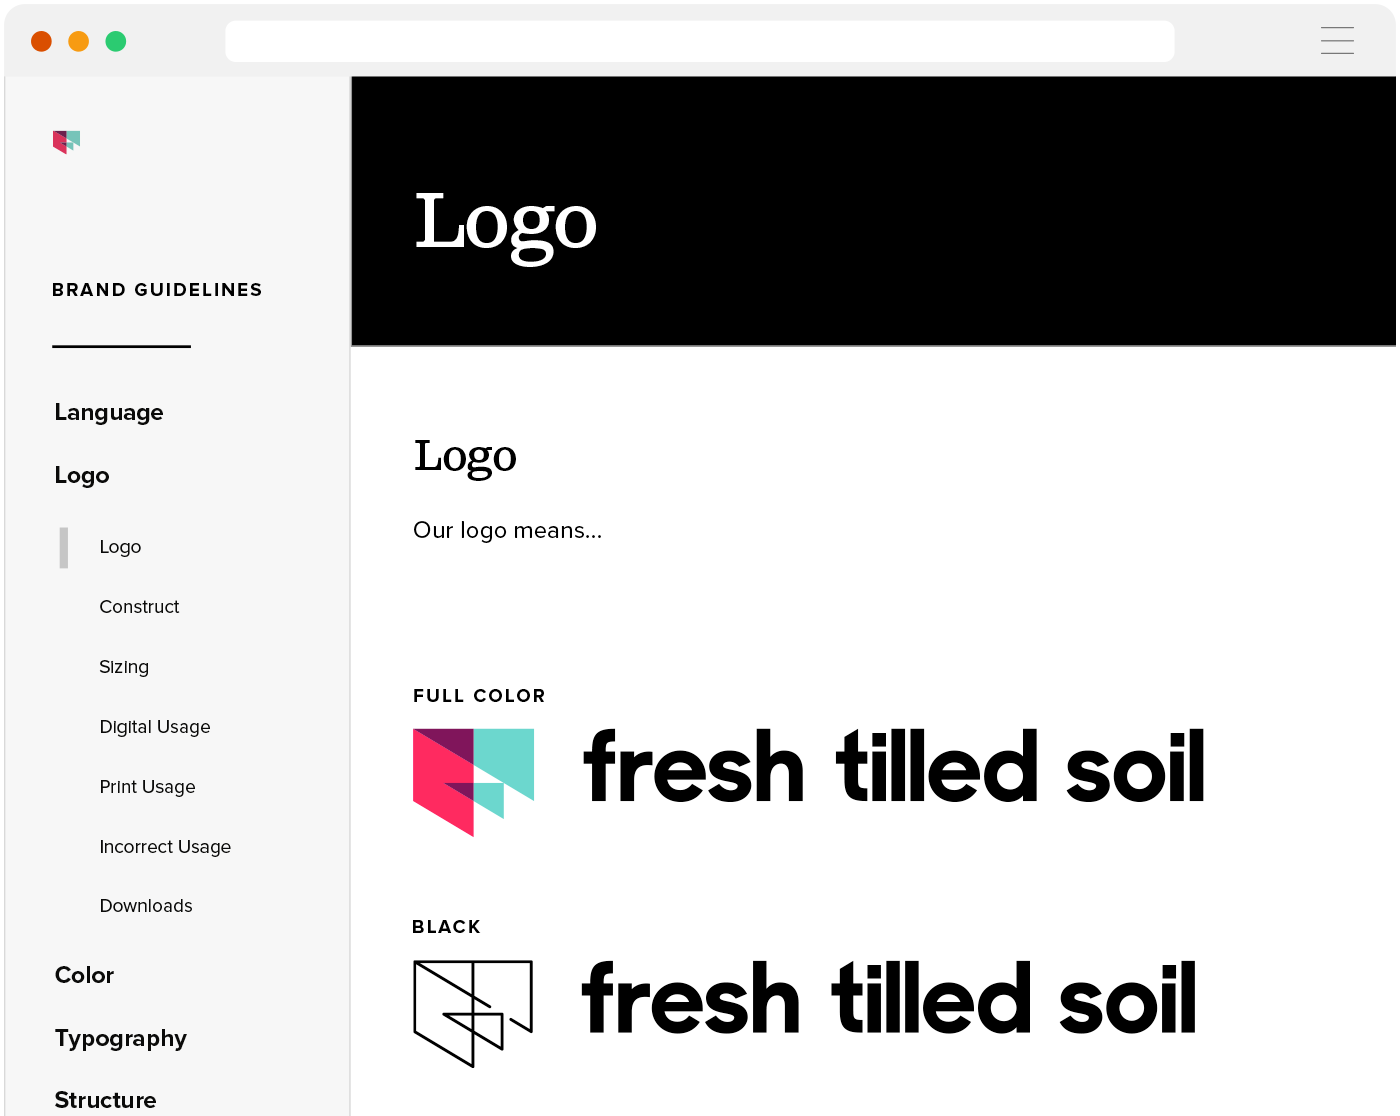 BRAND GUIDELINES
Language
Logo
Logo
Construct
Sizing
Digital Usage
Print Usage
Incorrect Usage
Downloads
Color
Typography
Structure
Logo
Logo
Our logo means...
FULL COLOR
fresh tilled soil
BLACK
fresh tilled soil